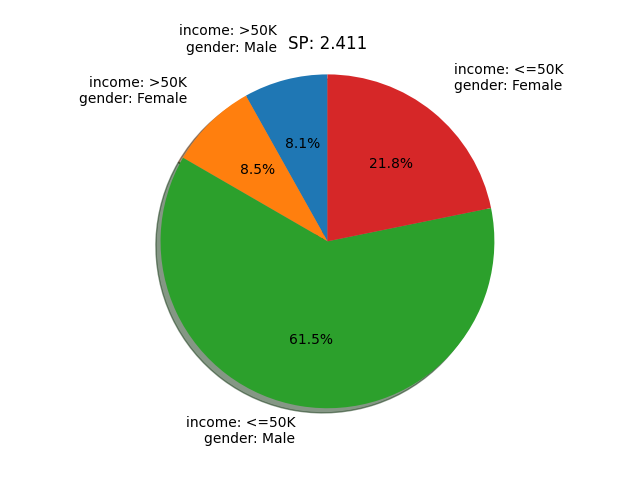 income: >50K
gender: Male
SP: 2.411
income: <=50K
gender: Female
income: >50K
gender: Female
8.1%
21.8%
8.5%
61.5%
income: <=50K
gender: Male